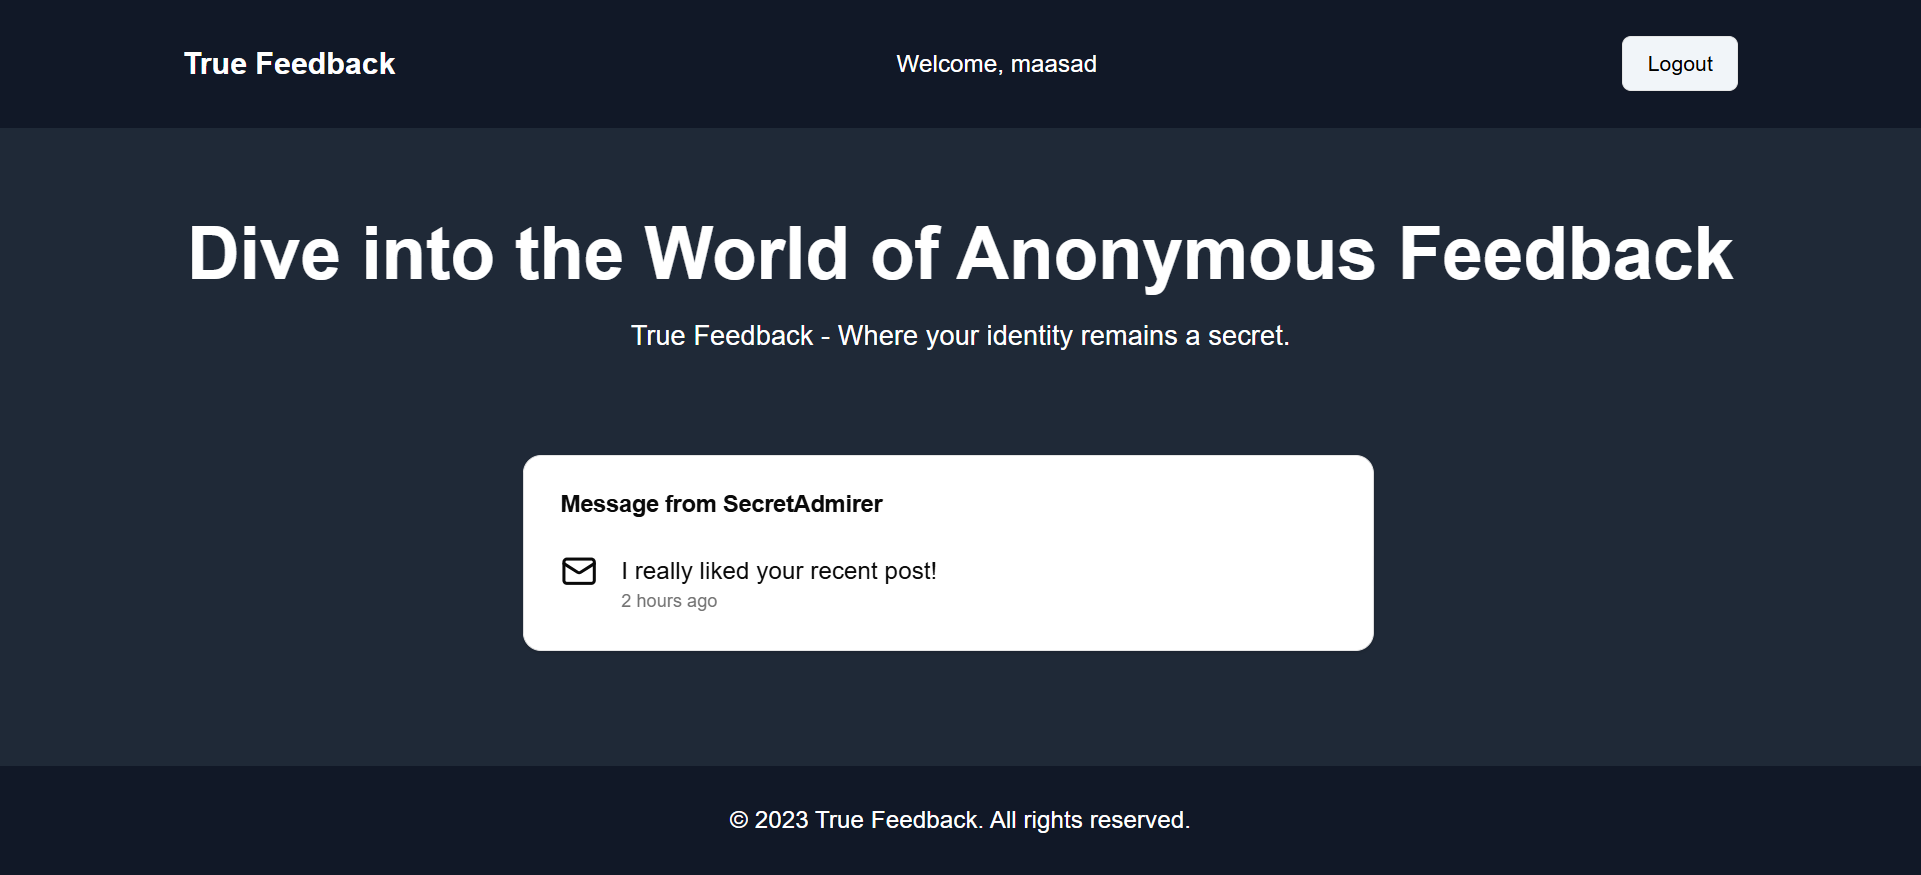 True Feedback
Welcome, maasad
Logout
Dive into the World of Anonymous Feedback
True Feedback - Where your identity remains a secret.
Message from SecretAdmirer
I really liked your recent post!
2 hours ago
© 2023 True Feedback. All rights reserved.